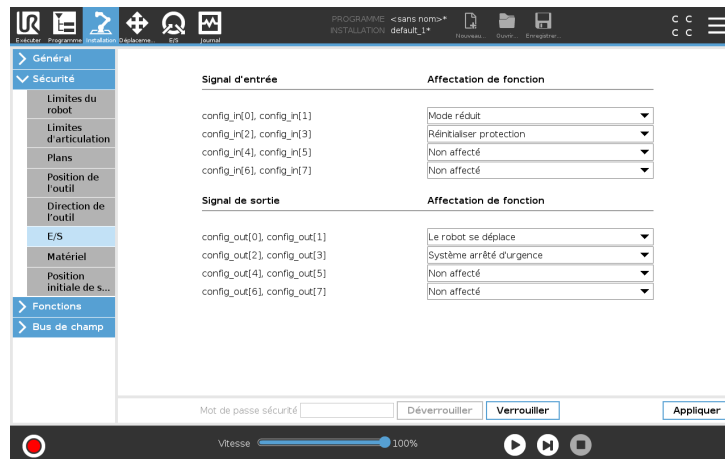 UR
PROGRAMME <sans nom>*
INSTALLATION default_1*
Exécuter Programme Installation Déplaceme... E/S Journal
Nouveau... Ouvrir... Enregistrer...
C C
C C
Général
Sécurité
Limites du
robot
Limites
d'articulation
Plans
Position de
l'outil
Direction de
l'outil
E/S
Matériel
Position
initiale de s...
Fonctions
Bus de champ
Signal d'entrée Affectation de fonction
config_in[0], config_in[1] Mode réduit
config_in[2], config_in[3] Réinitialiser protection
config_in[4], config_in[5] Non affecté
config_in[6], config_in[7] Non affecté
Signal de sortie Affectation de fonction
config_out[0], config_out[1] Le robot se déplace
config_out[2], config_out[3] Système arrêté d'urgence
config_out[4], config_out[5] Non affecté
config_out[6], config_out[7] Non affecté
Mot de passe sécurité Déverrouiller Verrouiller Appliquer
Vitesse 100%